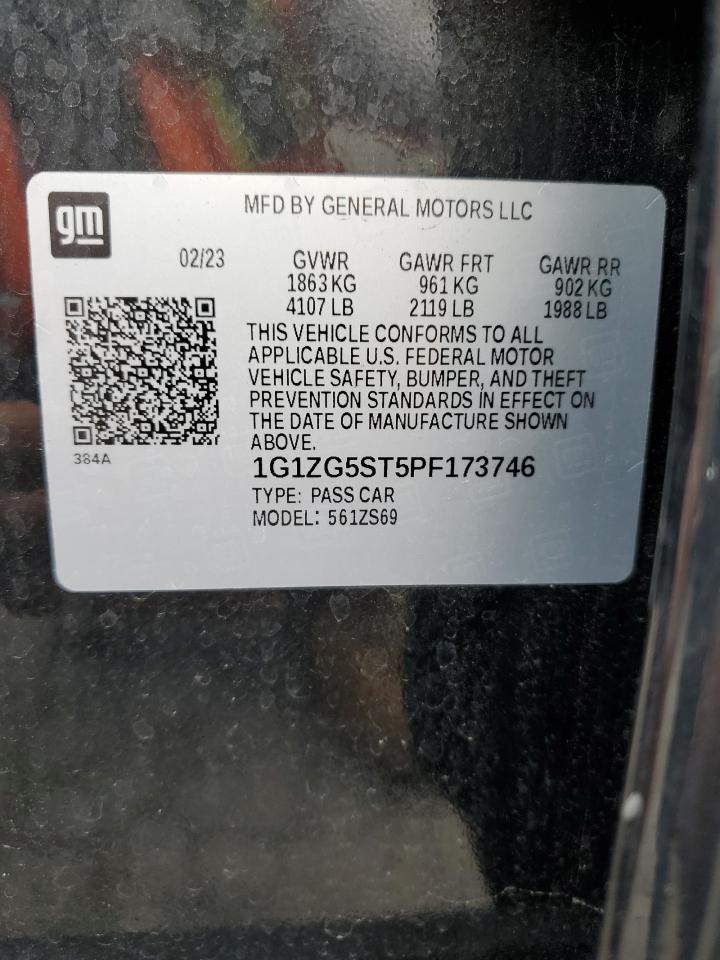 gm
MFD BY GENERAL MOTORS LLC
02/23 GVWR GAWR FRT GAWR RR
1863 KG 961 KG 902 KG
4107 LB 2119 LB 1988 LB
THIS VEHICLE CONFORMS TO ALL
APPLICABLE U.S. FEDERAL MOTOR
VEHICLE SAFETY, BUMPER, AND THEFT
PREVENTION STANDARDS IN EFFECT ON
THE DATE OF MANUFACTURE SHOWN
ABOVE.
384A
1G1ZG5ST5PF173746
TYPE: PASS CAR
MODEL: 561ZS69